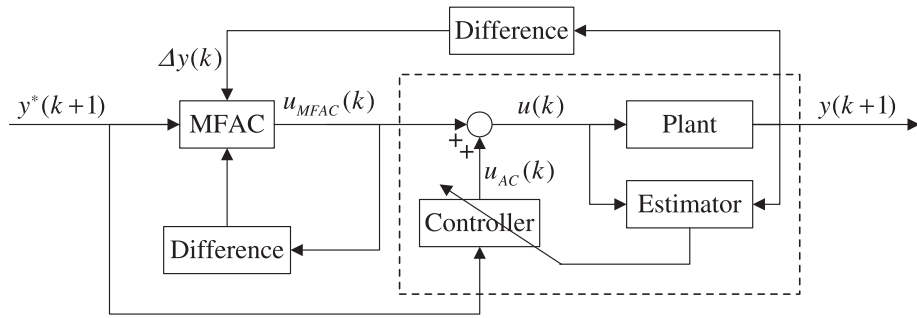 Difference
Δy(k)
y*(k+1)
MFAC
u_MFAC(k)
u(k)
Plant
y(k+1)
+
+
u_AC(k)
Estimator
Controller
Difference